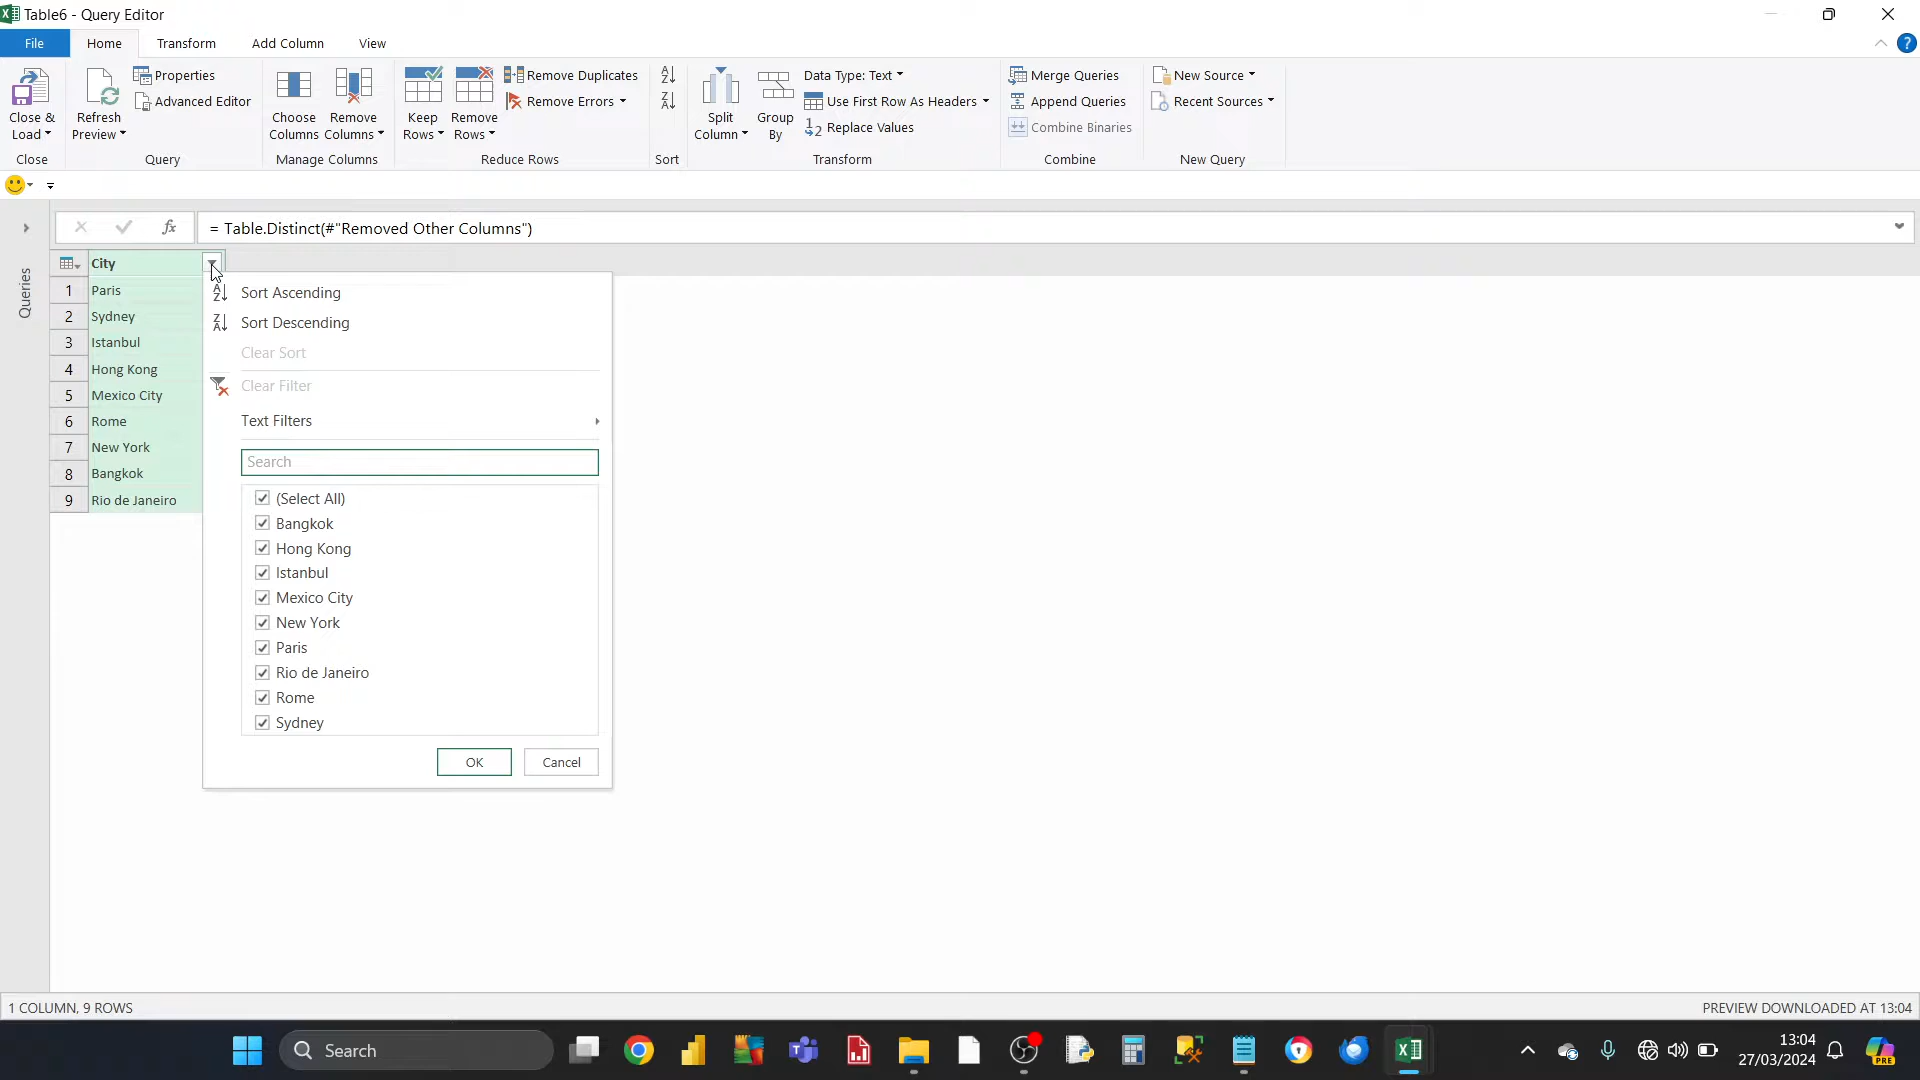 Table6 - Query Editor
File Home Transform Add Column View
Close & Load
Close
Refresh Preview
Properties
Advanced Editor
Query
Choose Columns
Remove Columns
Manage Columns
Keep Rows
Remove Rows
Remove Duplicates
Remove Errors
Reduce Rows
A Z
Z A
Sort
Split Column
Group By
Data Type: Text
Use First Row As Headers
1 2 Replace Values
Transform
Merge Queries
Append Queries
Combine Binaries
Combine
New Source
Recent Sources
New Query
fx = Table.Distinct(#"Removed Other Columns")
Queries
City
1 Paris
2 Sydney
3 Istanbul
4 Hong Kong
5 Mexico City
6 Rome
7 New York
8 Bangkok
9 Rio de Janeiro
Sort Ascending
Sort Descending
Clear Sort
Clear Filter
Text Filters
Search
(Select All)
Bangkok
Hong Kong
Istanbul
Mexico City
New York
Paris
Rio de Janeiro
Rome
Sydney
OK Cancel
1 COLUMN, 9 ROWS
PREVIEW DOWNLOADED AT 13:04
Search
13:04
27/03/2024
PRE